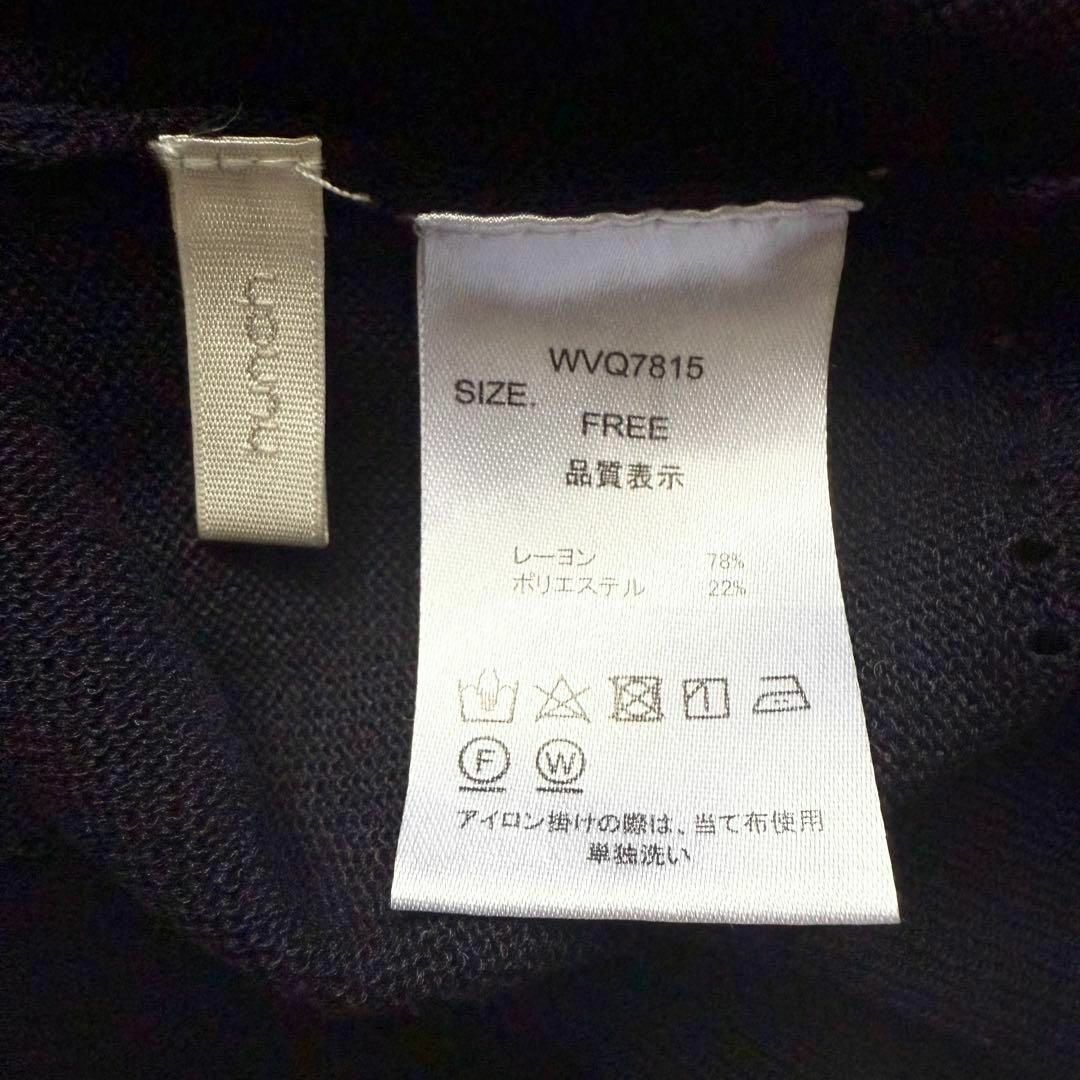 WVQ7815
SIZE.
FREE
品質表示
レーヨン 78%
ポリエステル 22%
F W
アイロン掛けの際は、当て布使用
単独洗い